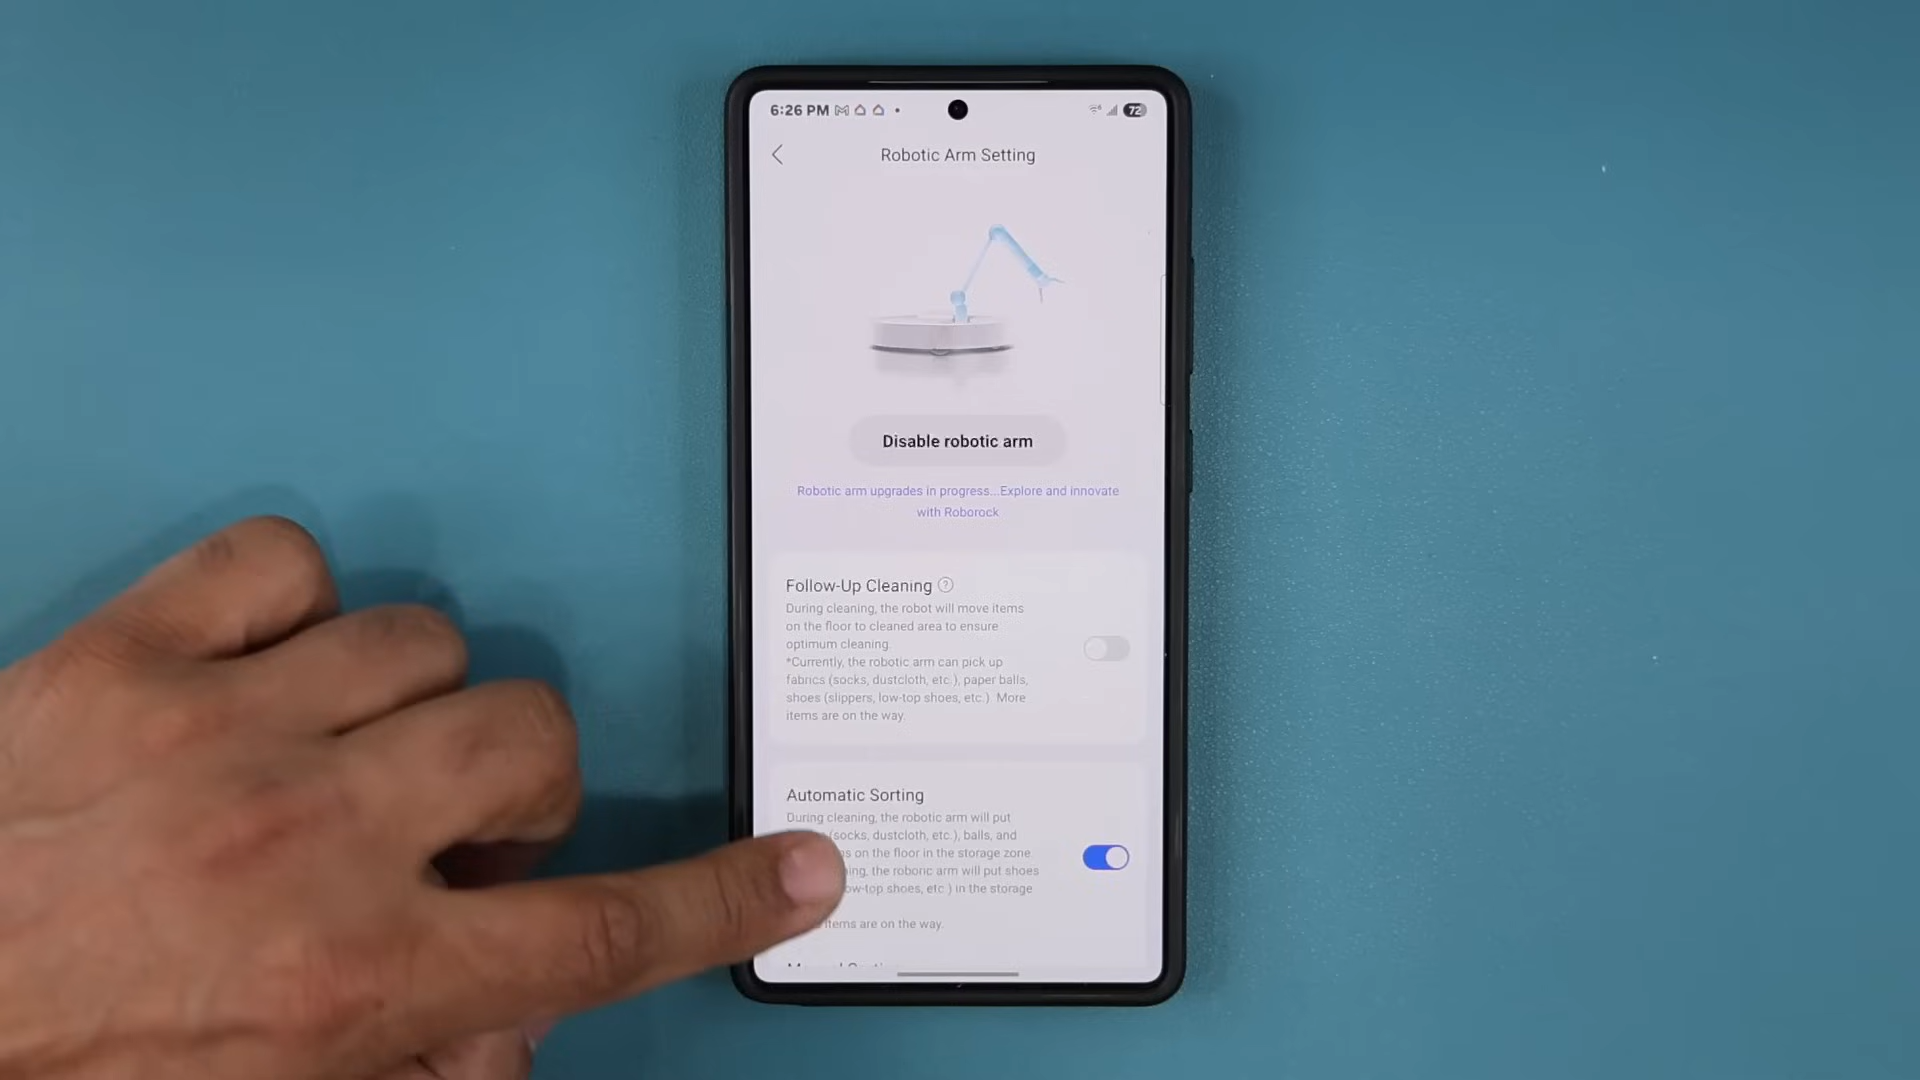 6:26 PM
72
Robotic Arm Setting
Disable robotic arm
Robotic arm upgrades in progress...Explore and innovate
with Roborock
Follow-Up Cleaning ?
During cleaning, the robot will move items
on the floor to cleaned area to ensure
optimum cleaning.
*Currently, the robotic arm can pick up
fabrics (socks, dustcloth, etc.), paper balls,
shoes (slippers, low-top shoes, etc.) More
items are on the way.
Automatic Sorting
During cleaning, the robotic arm will put
(socks, dustcloth, etc.), balls, and
on the floor in the storage zone.
the robotic arm will put shoes
etc.) in the storage
items are on the way.